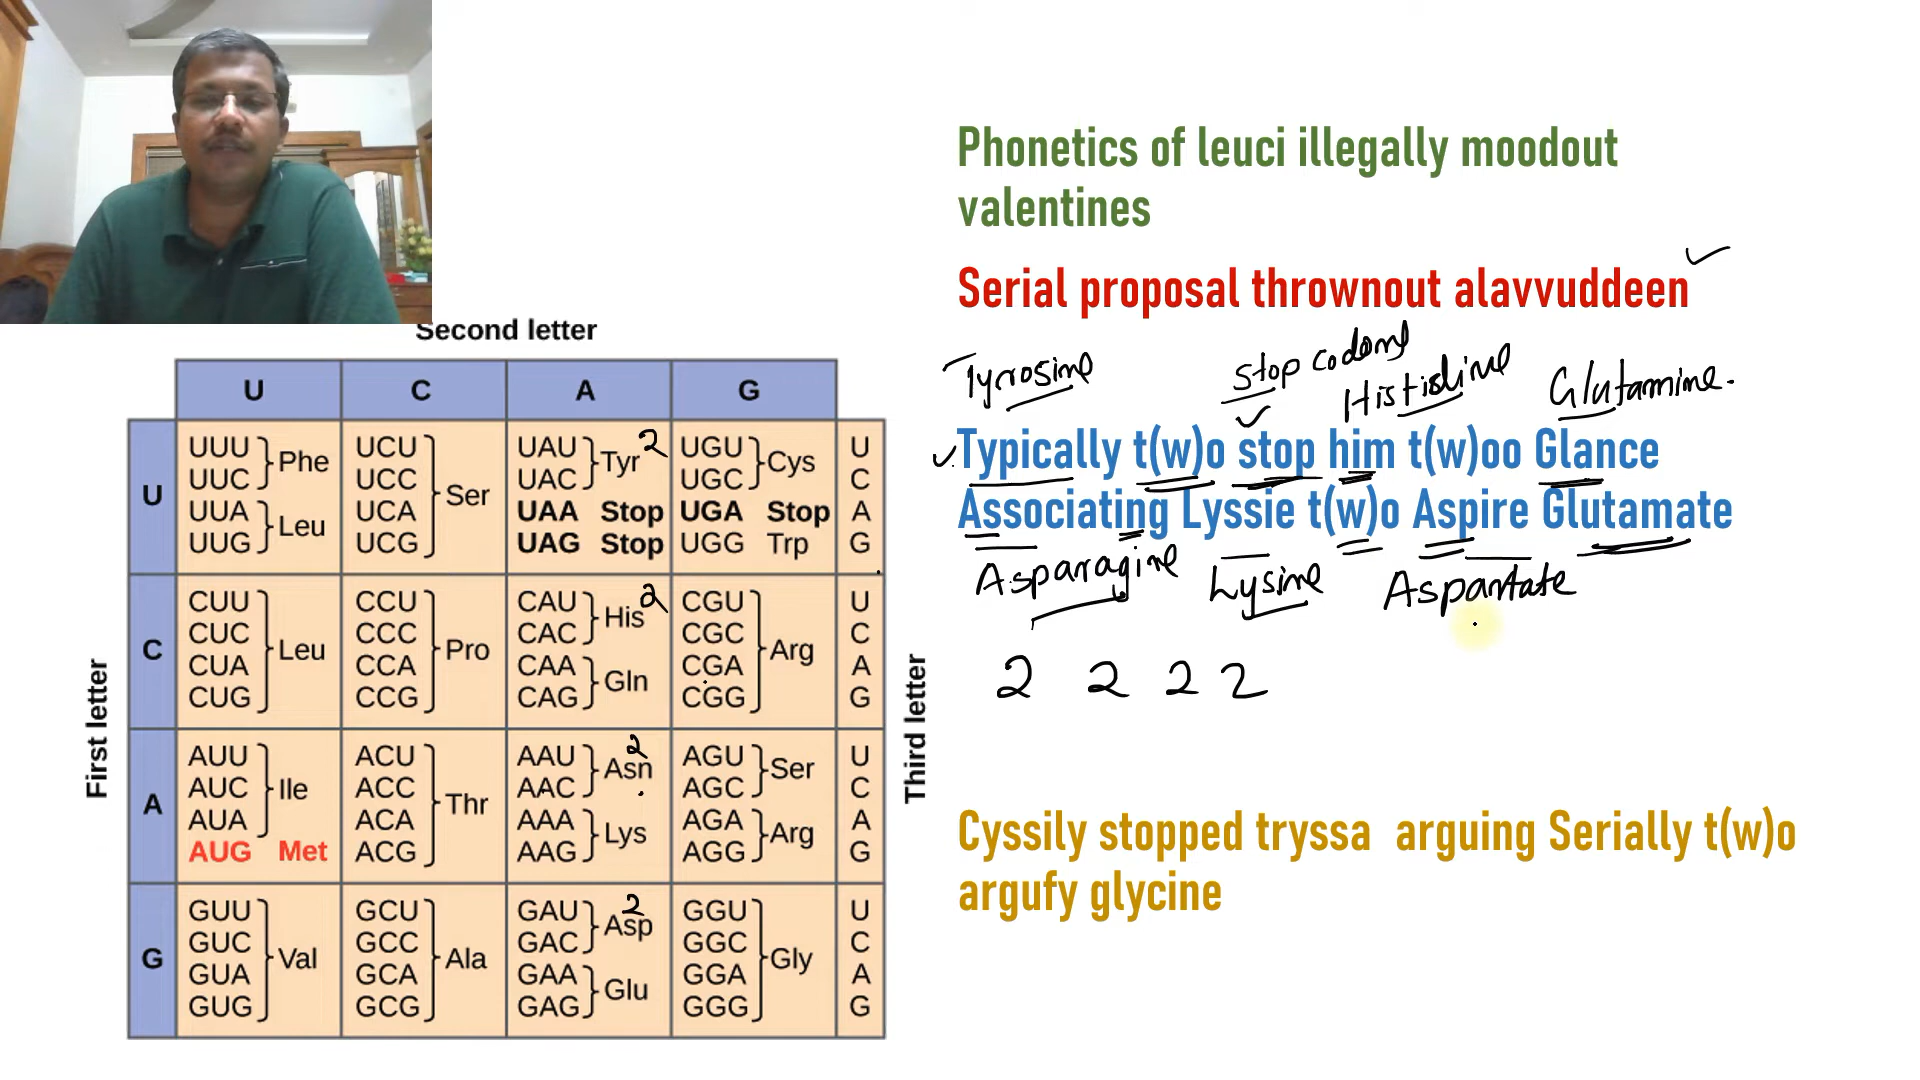 Phonetics of leuci illegally moodout
valentines
Serial proposal thrownout alavvuddeen
Tyrosine stop codons Histidine Glutamine.
Typically t(w)o stop him t(w)oo Glance
Associating Lyssie t(w)o Aspire Glutamate
Asparagine Lysine Aspartate
2 2 2 2
Cyssily stopped tryssa arguing Serially t(w)o
argufy glycine
Second letter
U C A G
First letter
Third letter
U
UUU UUC Phe
UUA UUG Leu
UCU UCC UCA UCG Ser
UAU UAC Tyr 2
UAA Stop
UAG Stop
UGU UGC Cys
UGA Stop
UGG Trp
U C A G
C
CUU CUC CUA CUG Leu
CCU CCC CCA CCG Pro
CAU CAC His 2
CAA CAG Gln
CGU CGC CGA CGG Arg
U C A G
A
AUU AUC AUA Ile
AUG Met
ACU ACC ACA ACG Thr
AAU AAC Asn 2
AAA AAG Lys
AGU AGC Ser
AGA AGG Arg
U C A G
G
GUU GUC GUA GUG Val
GCU GCC GCA GCG Ala
GAU GAC Asp 2
GAA GAG Glu
GGU GGC GGA GGG Gly
U C A G